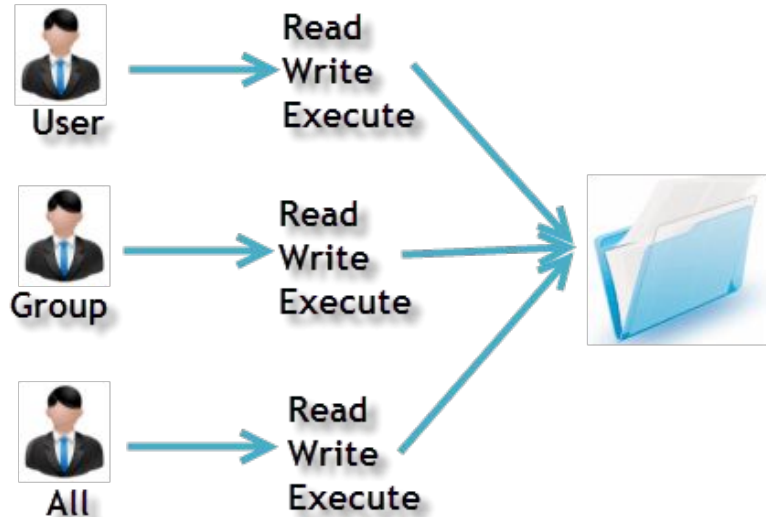 User
Read
Write
Execute
Group
Read
Write
Execute
All
Read
Write
Execute